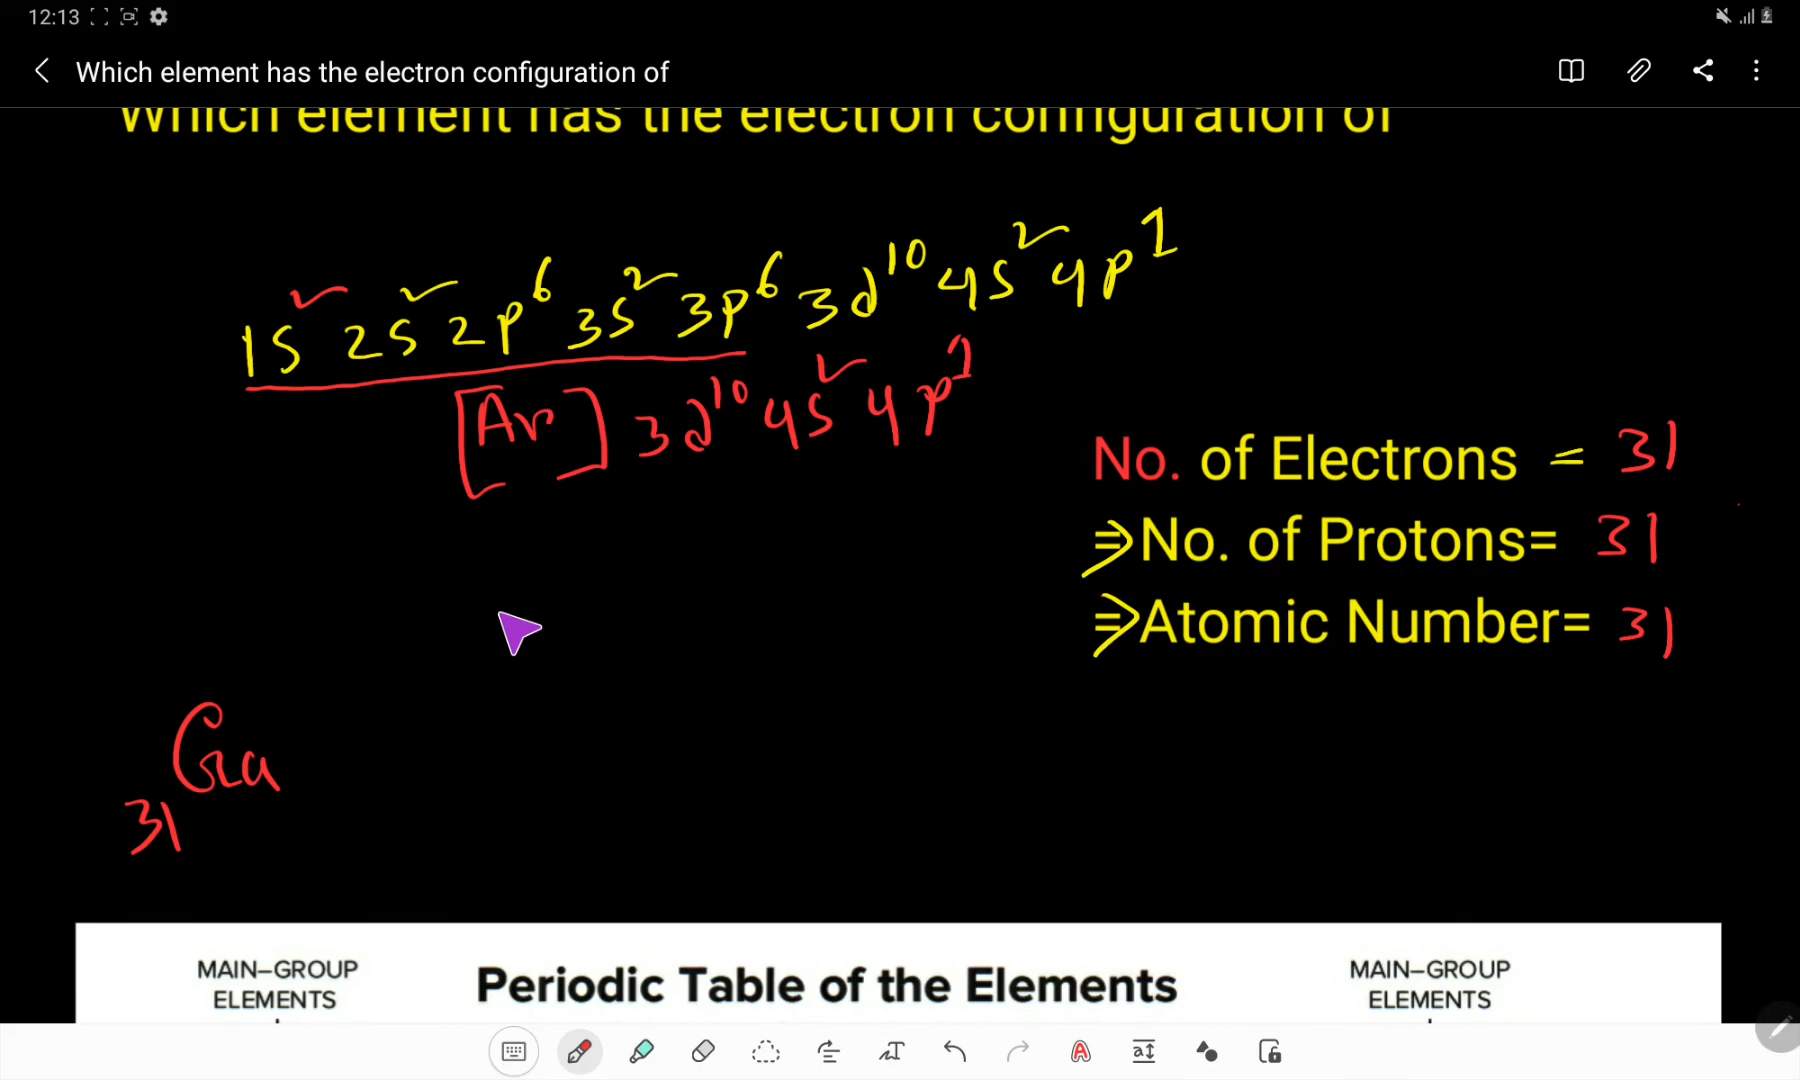 12:13
Which element has the electron configuration of
Which element has the electron configuration of
1s² 2s² 2p⁶ 3s² 3p⁶ 3d¹⁰ 4s² 4p¹
[Ar] 3d¹⁰ 4s² 4p¹
No. of Electrons = 31
⇒No. of Protons= 31
⇒Atomic Number= 31
₃₁Ga
MAIN–GROUP
ELEMENTS
Periodic Table of the Elements
MAIN–GROUP
ELEMENTS